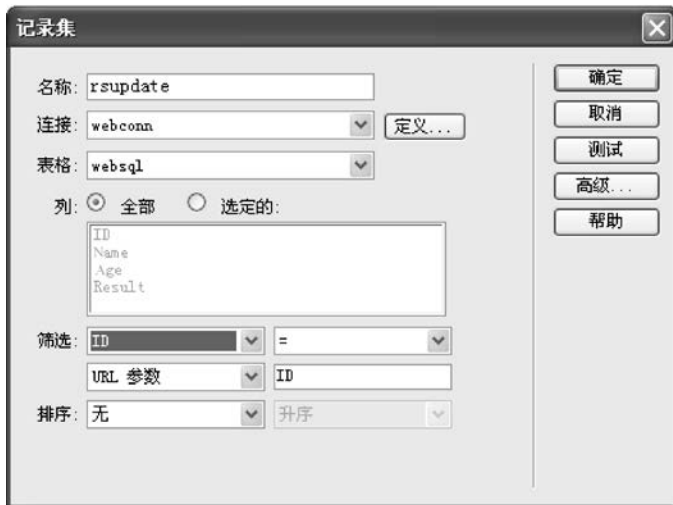 记录集
名称: rsupdate
确定
连接: webconn 定义...
取消
表格: websql
测试
列: 全部 选定的:
高级...
ID
帮助
Name
Age
Result
筛选: ID =
URL 参数 ID
排序: 无 升序